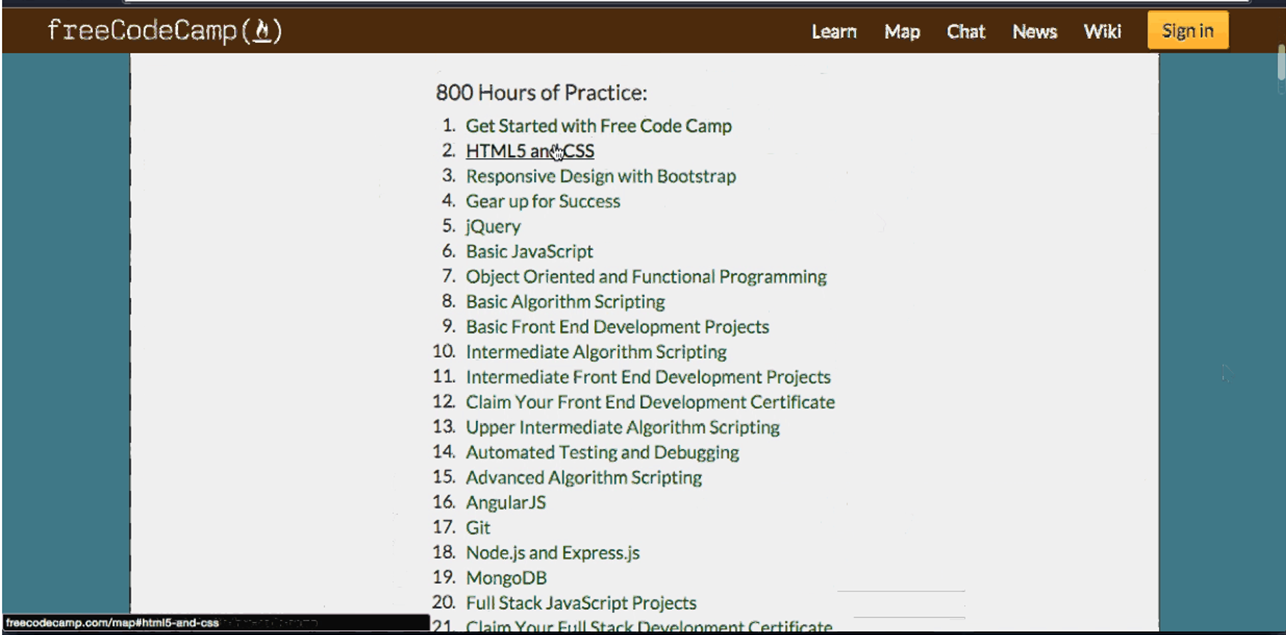 freeCodeCamp(🔥)
Learn Map Chat News Wiki Sign in
800 Hours of Practice:
1. Get Started with Free Code Camp
2. HTML5 and CSS
3. Responsive Design with Bootstrap
4. Gear up for Success
5. jQuery
6. Basic JavaScript
7. Object Oriented and Functional Programming
8. Basic Algorithm Scripting
9. Basic Front End Development Projects
10. Intermediate Algorithm Scripting
11. Intermediate Front End Development Projects
12. Claim Your Front End Development Certificate
13. Upper Intermediate Algorithm Scripting
14. Automated Testing and Debugging
15. Advanced Algorithm Scripting
16. AngularJS
17. Git
18. Node.js and Express.js
19. MongoDB
20. Full Stack JavaScript Projects
21. Claim Your Full Stack Development Certificate
freecodecamp.com/map#html5-and-css